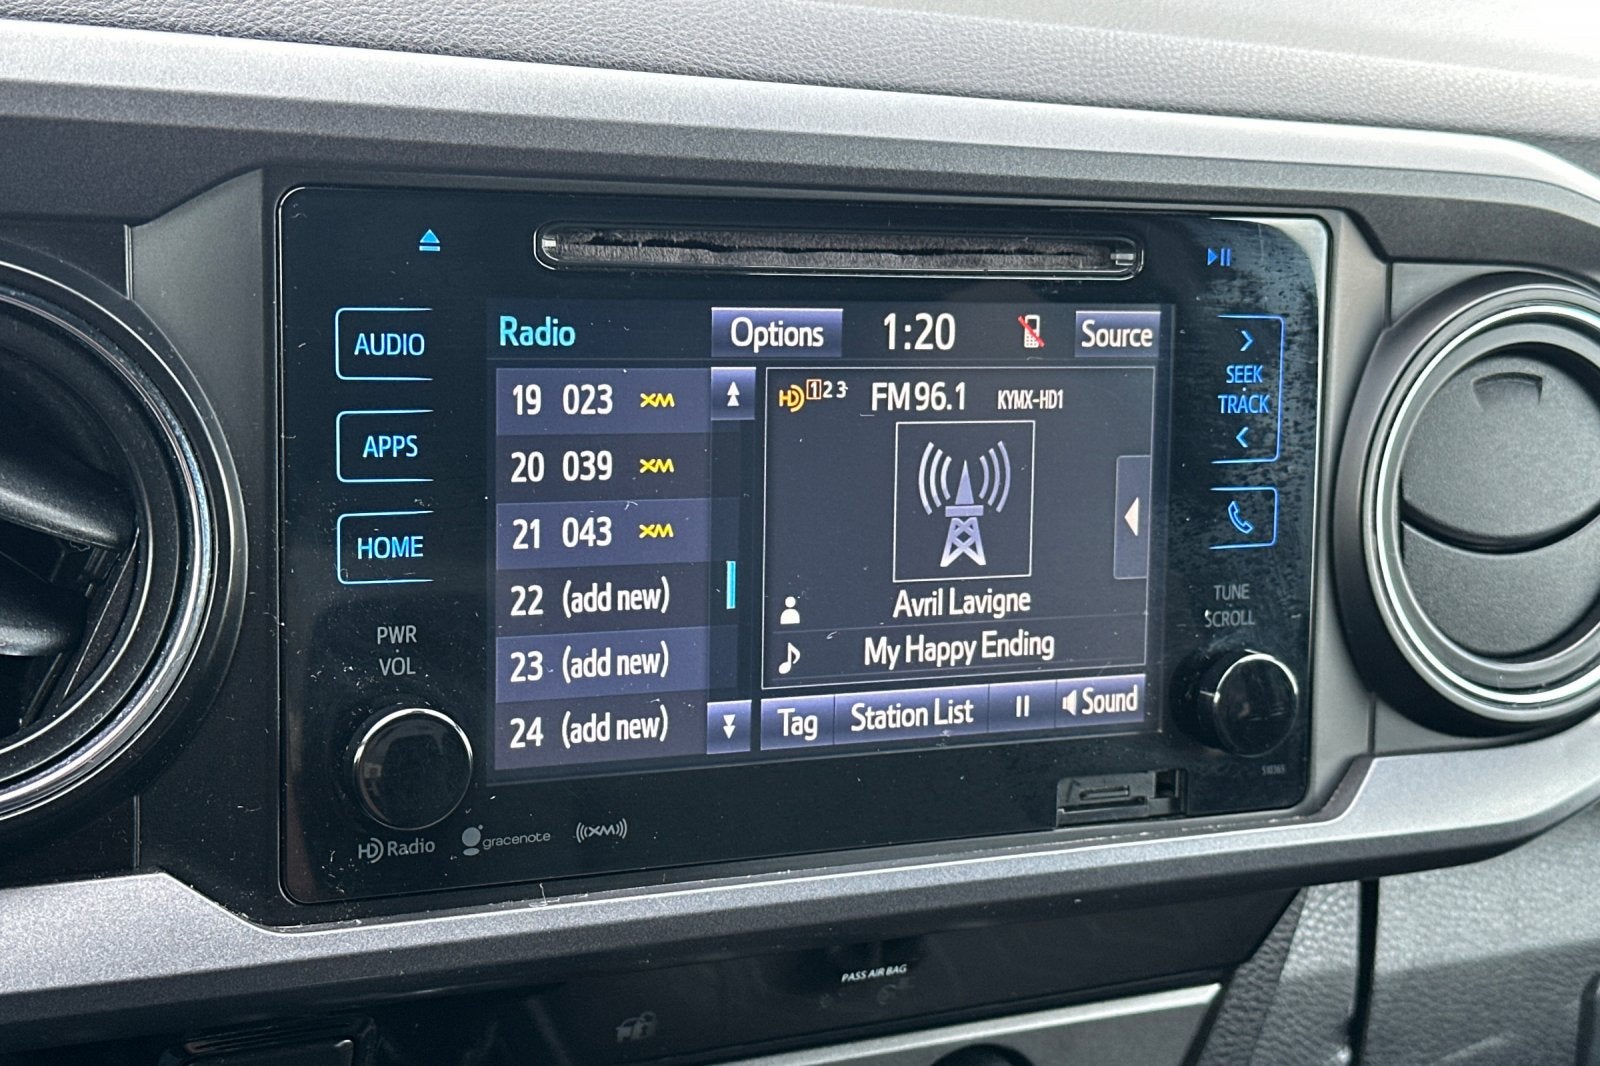 AUDIO
APPS
HOME
PWR
VOL
Radio
Options
1:20
Source
19 023 XM
20 039 XM
21 043 XM
22 (add new)
23 (add new)
24 (add new)
HD 1 2 3
FM 96.1
KYMX-HD1
Avril Lavigne
My Happy Ending
Tag
Station List
Sound
>
SEEK
TRACK
<
TUNE
SCROLL
510365
HD Radio
gracenote
((XM))
PASS AIR BAG